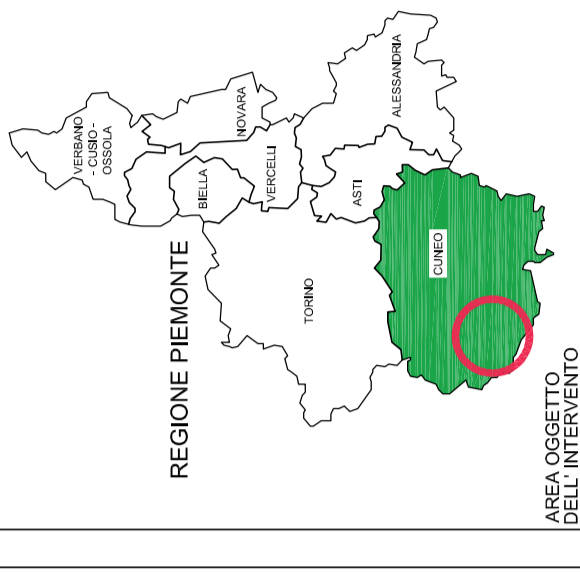 REGIONE PIEMONTE
VERBANO
- CUSIO -
OSSOLA
BIELLA
NOVARA
VERCELLI
TORINO
ASTI
ALESSANDRIA
CUNEO
AREA OGGETTO
DELL' INTERVENTO